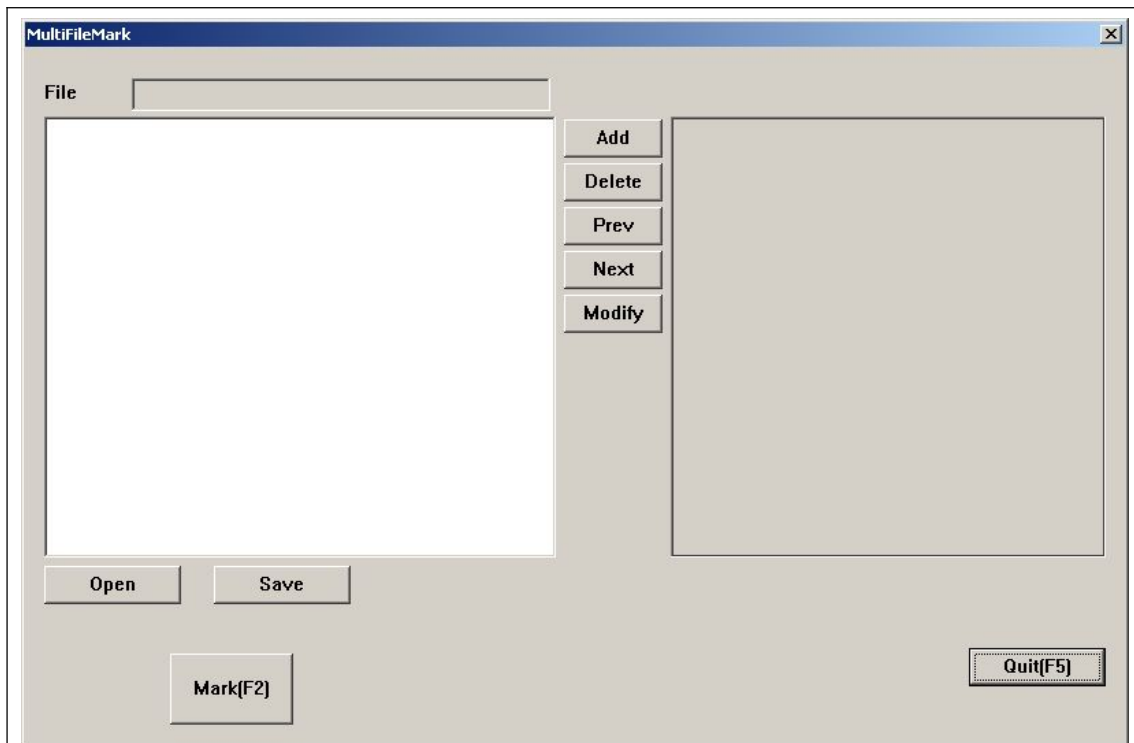 MultiFileMark
File
Add
Delete
Prev
Next
Modify
Open Save
Mark(F2)
Quit(F5)